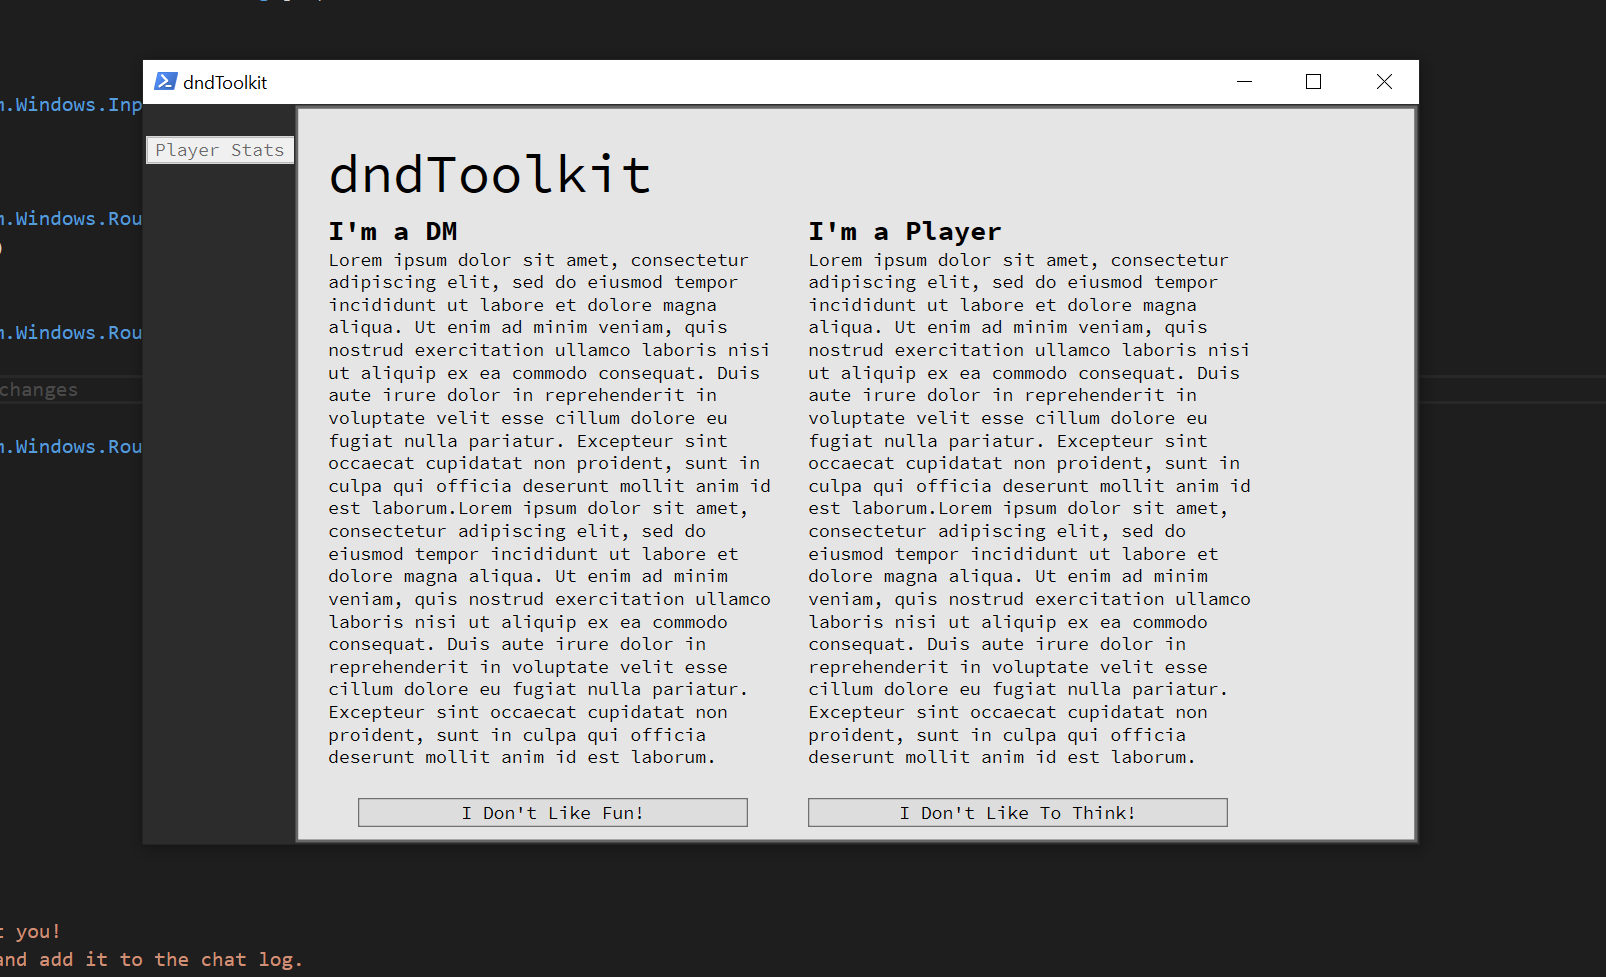 .Windows.Inp
.Windows.Rou
.Windows.Rou
changes
.Windows.Rou
you!
and add it to the chat log.
dndToolkit
Player Stats
dndToolkit
I'm a DM
Lorem ipsum dolor sit amet, consectetur
adipiscing elit, sed do eiusmod tempor
incididunt ut labore et dolore magna
aliqua. Ut enim ad minim veniam, quis
nostrud exercitation ullamco laboris nisi
ut aliquip ex ea commodo consequat. Duis
aute irure dolor in reprehenderit in
voluptate velit esse cillum dolore eu
fugiat nulla pariatur. Excepteur sint
occaecat cupidatat non proident, sunt in
culpa qui officia deserunt mollit anim id
est laborum.Lorem ipsum dolor sit amet,
consectetur adipiscing elit, sed do
eiusmod tempor incididunt ut labore et
dolore magna aliqua. Ut enim ad minim
veniam, quis nostrud exercitation ullamco
laboris nisi ut aliquip ex ea commodo
consequat. Duis aute irure dolor in
reprehenderit in voluptate velit esse
cillum dolore eu fugiat nulla pariatur.
Excepteur sint occaecat cupidatat non
proident, sunt in culpa qui officia
deserunt mollit anim id est laborum.
I Don't Like Fun!
I'm a Player
Lorem ipsum dolor sit amet, consectetur
adipiscing elit, sed do eiusmod tempor
incididunt ut labore et dolore magna
aliqua. Ut enim ad minim veniam, quis
nostrud exercitation ullamco laboris nisi
ut aliquip ex ea commodo consequat. Duis
aute irure dolor in reprehenderit in
voluptate velit esse cillum dolore eu
fugiat nulla pariatur. Excepteur sint
occaecat cupidatat non proident, sunt in
culpa qui officia deserunt mollit anim id
est laborum.Lorem ipsum dolor sit amet,
consectetur adipiscing elit, sed do
eiusmod tempor incididunt ut labore et
dolore magna aliqua. Ut enim ad minim
veniam, quis nostrud exercitation ullamco
laboris nisi ut aliquip ex ea commodo
consequat. Duis aute irure dolor in
reprehenderit in voluptate velit esse
cillum dolore eu fugiat nulla pariatur.
Excepteur sint occaecat cupidatat non
proident, sunt in culpa qui officia
deserunt mollit anim id est laborum.
I Don't Like To Think!